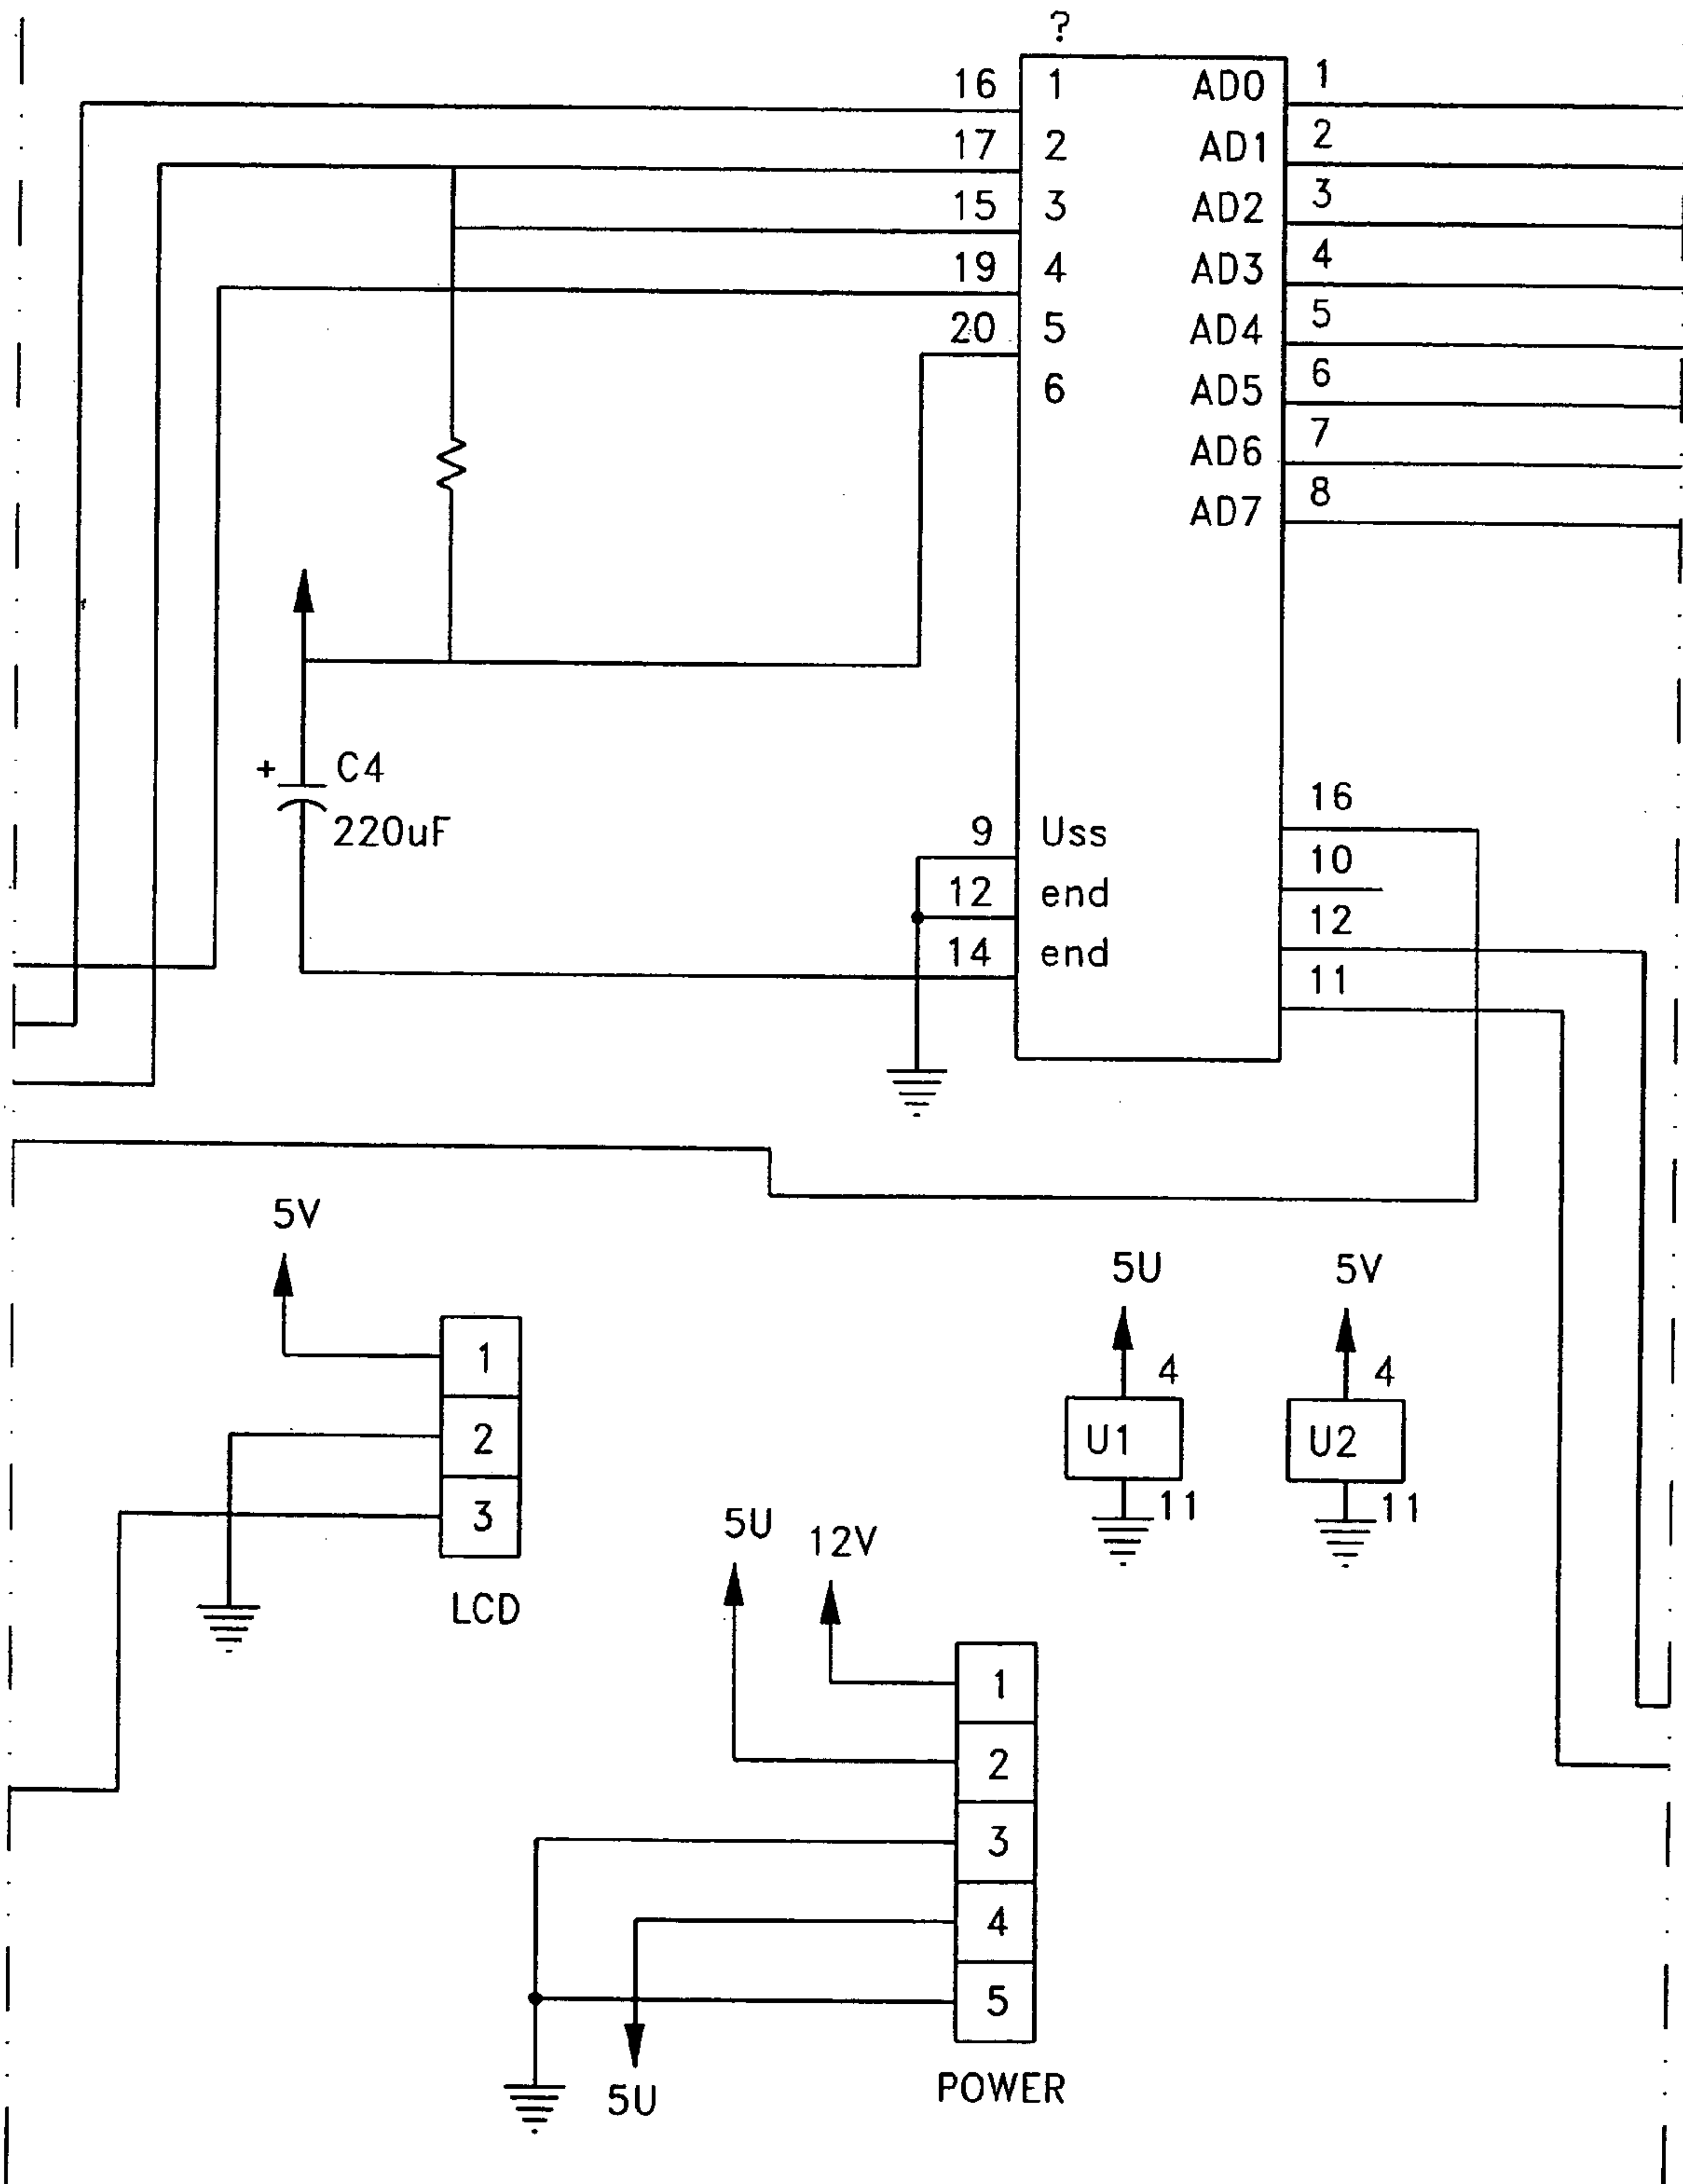 ?
16 1 AD0 1
17 2 AD1 2
15 3 AD2 3
19 4 AD3 4
20 5 AD4 5
6 AD5 6
AD6 7
AD7 8
+ C4
220uF
16
9 Uss
10
12 end
12
14 end
11
5V
5U 5V
1
4 4
2
U1 U2
3
11 11
5U 12V
LCD
1
2
3
4
5
5U
POWER